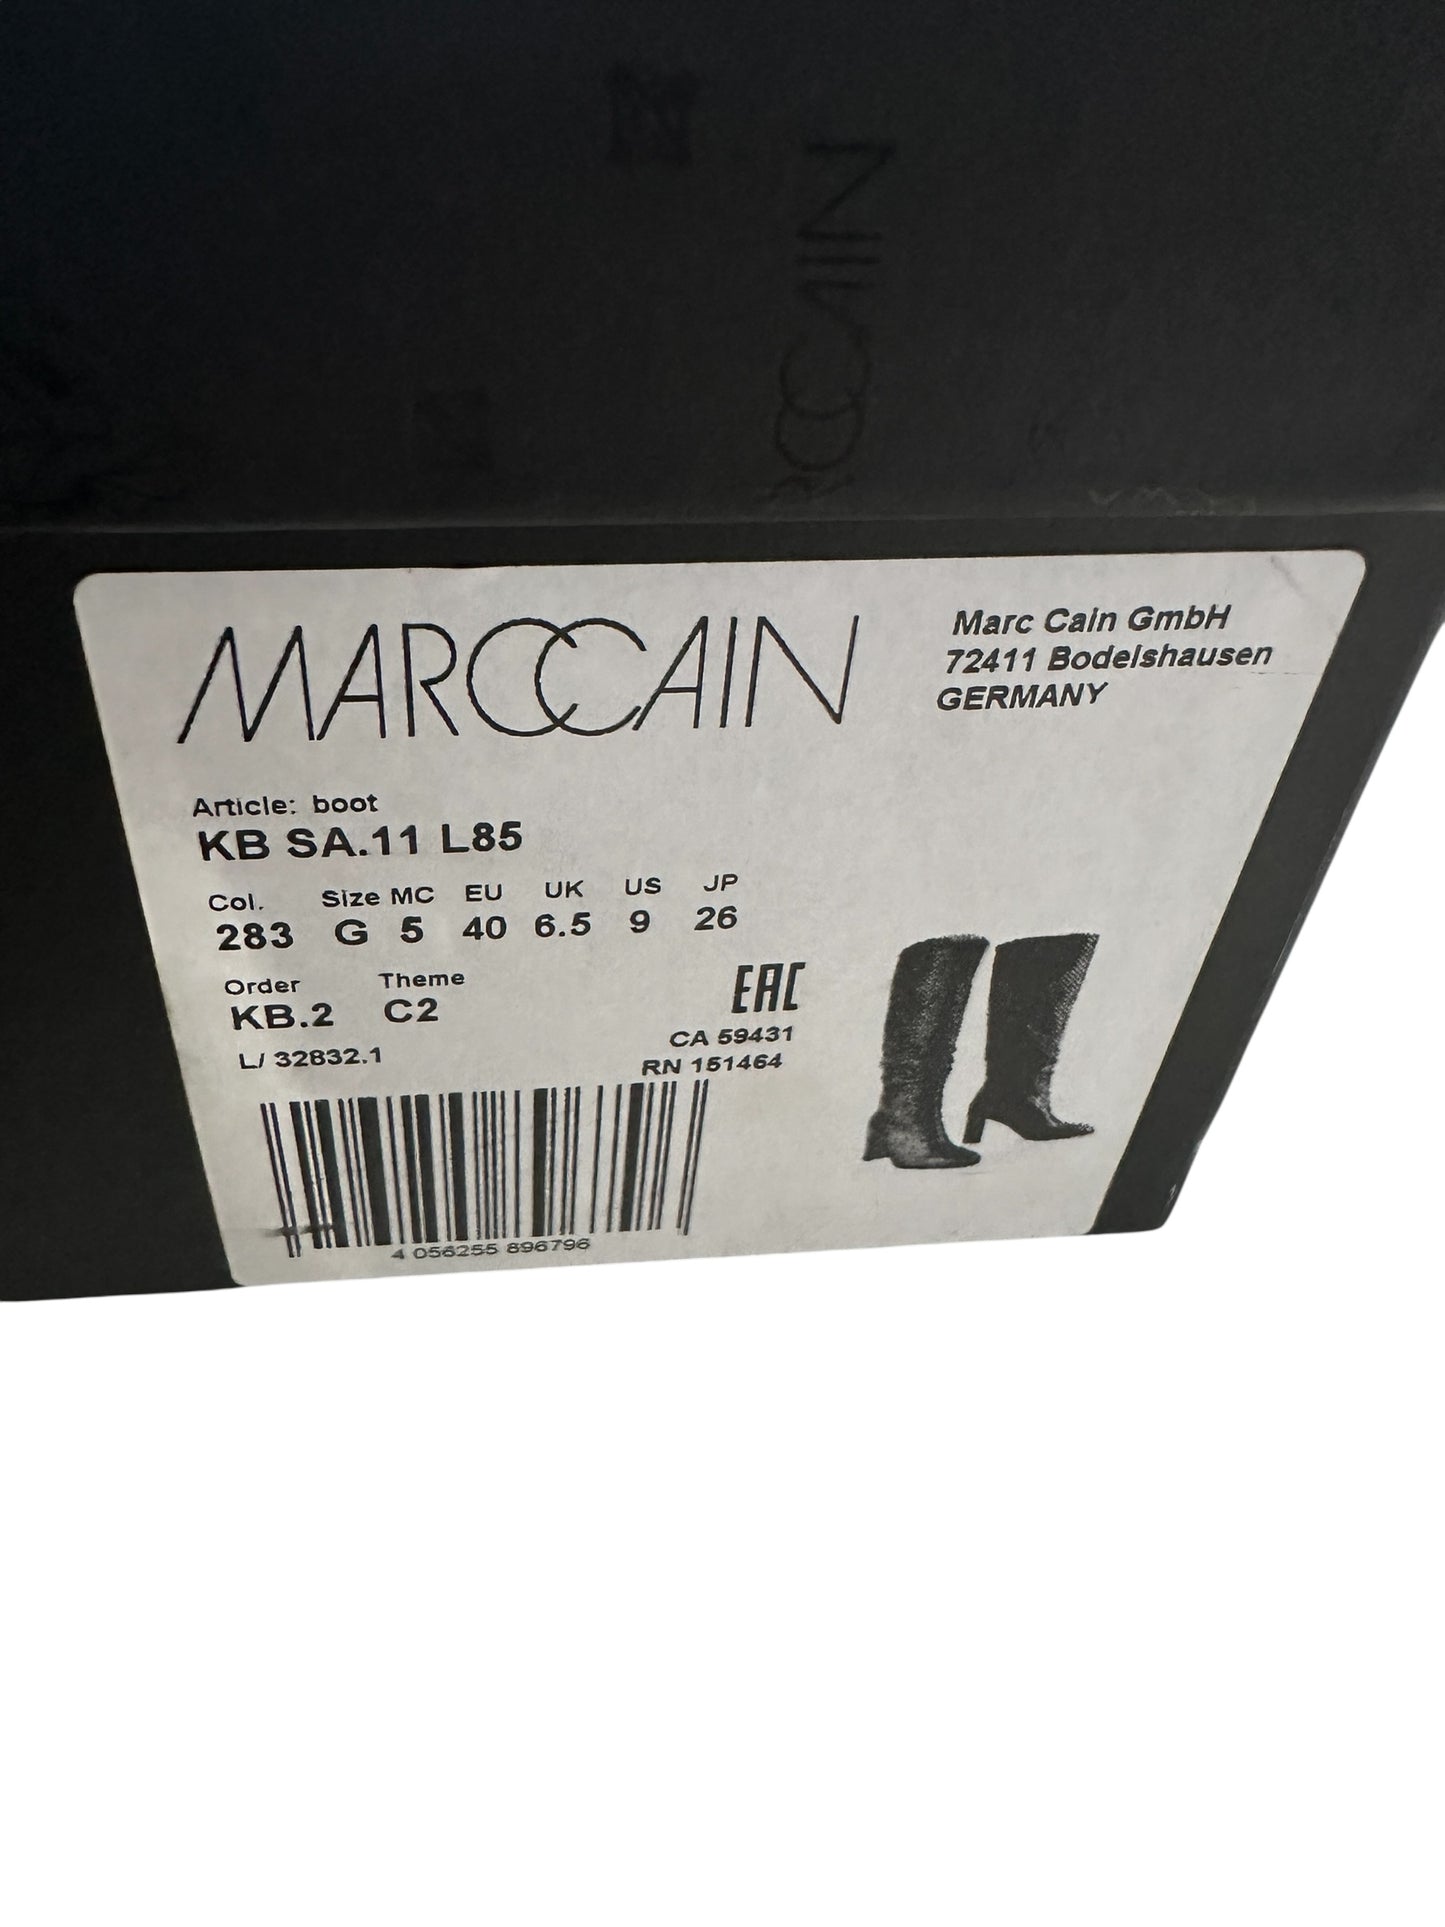 MARCCAIN
MARCCAIN
Marc Cain GmbH
72411 Bodelshausen
GERMANY
Article: boot
KB SA.11 L85
Col. Size MC EU UK US JP
283 G 5 40 6.5 9 26
Order Theme
KB.2 C2
EAC
CA 59431
L/ 32832.1
RN 151464
4 056255 896796